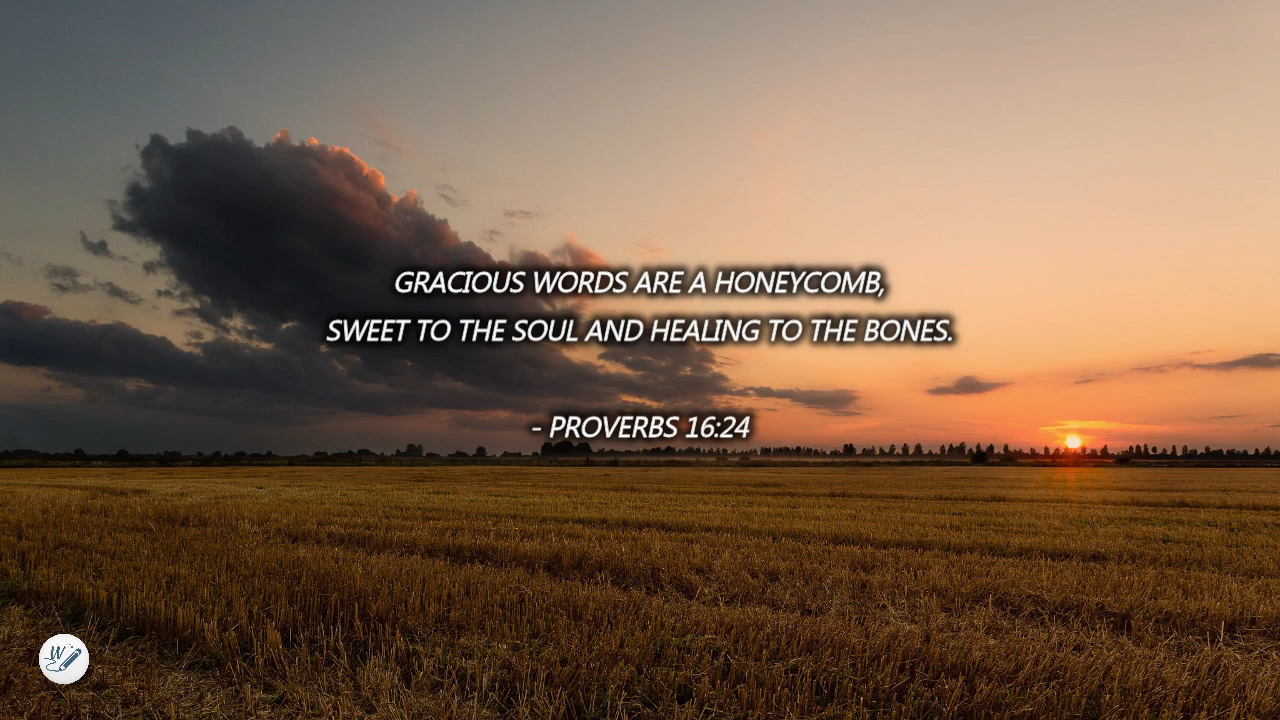 GRACIOUS WORDS ARE A HONEYCOMB,
SWEET TO THE SOUL AND HEALING TO THE BONES.
- PROVERBS 16:24
W